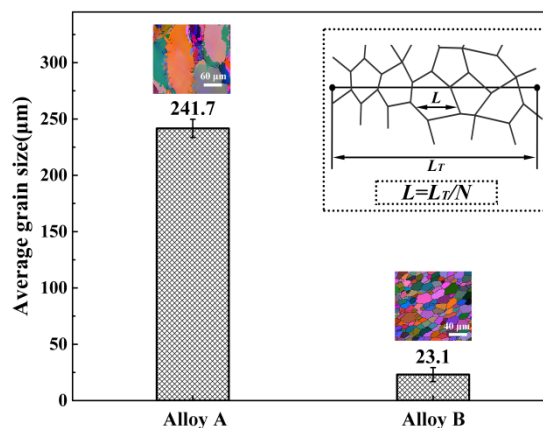 Average grain size(μm)
350
300
250
200
150
100
50
0
60 μm
241.7
L
LT
L=LT/N
40 μm
23.1
Alloy A
Alloy B